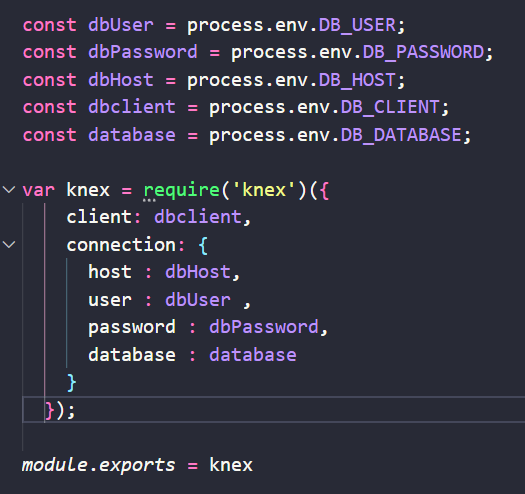 const dbUser = process.env.DB_USER;
const dbPassword = process.env.DB_PASSWORD;
const dbHost = process.env.DB_HOST;
const dbclient = process.env.DB_CLIENT;
const database = process.env.DB_DATABASE;
var knex = require('knex')({
client: dbclient,
connection: {
host : dbHost,
user : dbUser ,
password : dbPassword,
database : database
}
});
module.exports = knex